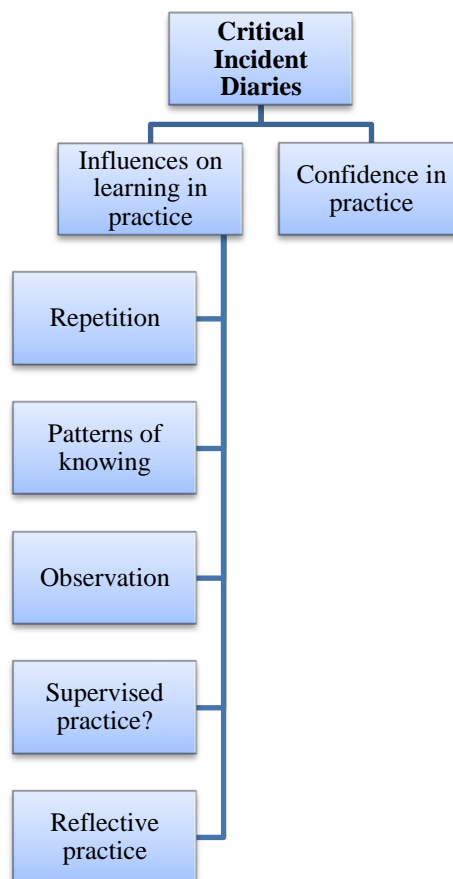 Critical
Incident
Diaries
Influences on
learning in
practice
Confidence in
practice
Repetition
Patterns of
knowing
Observation
Supervised
practice?
Reflective
practice